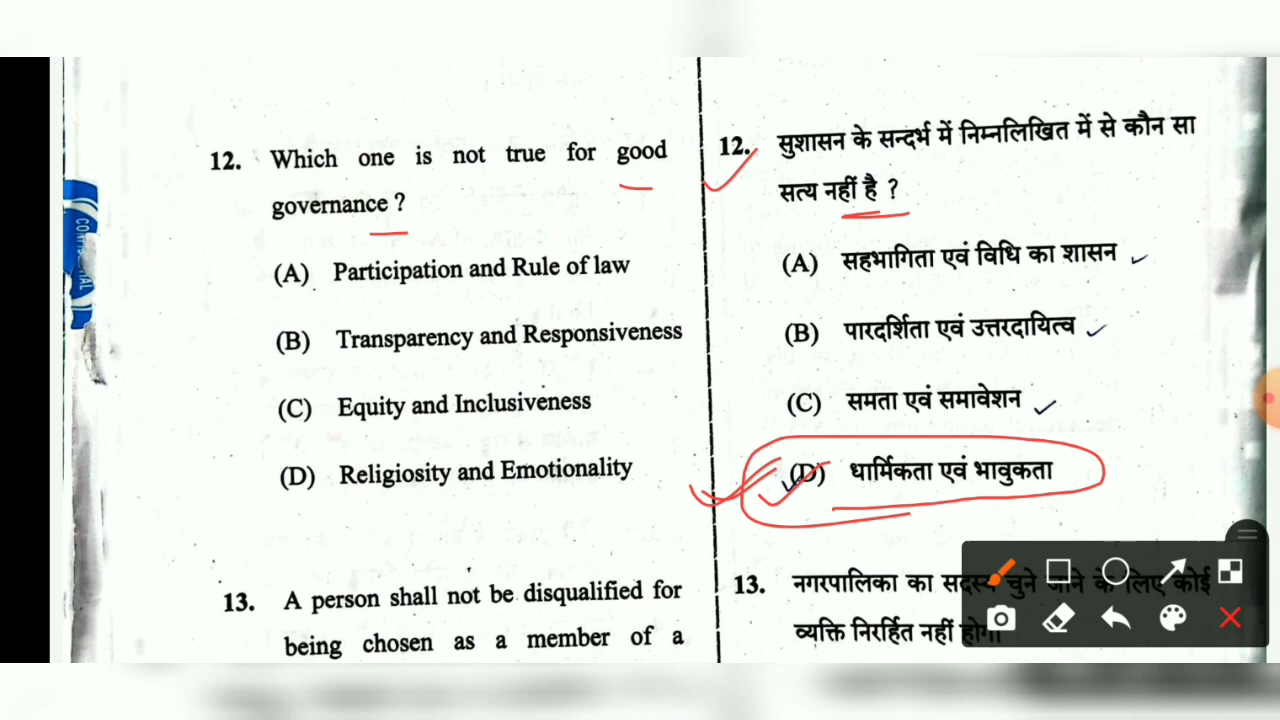 12. Which one is not true for good
governance ?
(A) Participation and Rule of law
(B) Transparency and Responsiveness
(C) Equity and Inclusiveness
(D) Religiosity and Emotionality
13. A person shall not be disqualified for
being chosen as a member of a
12. सुशासन के सन्दर्भ में निम्नलिखित में से कौन सा
सत्य नहीं है ?
(A) सहभागिता एवं विधि का शासन
(B) पारदर्शिता एवं उत्तरदायित्व
(C) समता एवं समावेशन
(D) धार्मिकता एवं भावुकता
13. नगरपालिका का सदस्य चुने जाने के लिए कोई
व्यक्ति निरर्हित नहीं होगा
CONFIDENTIAL